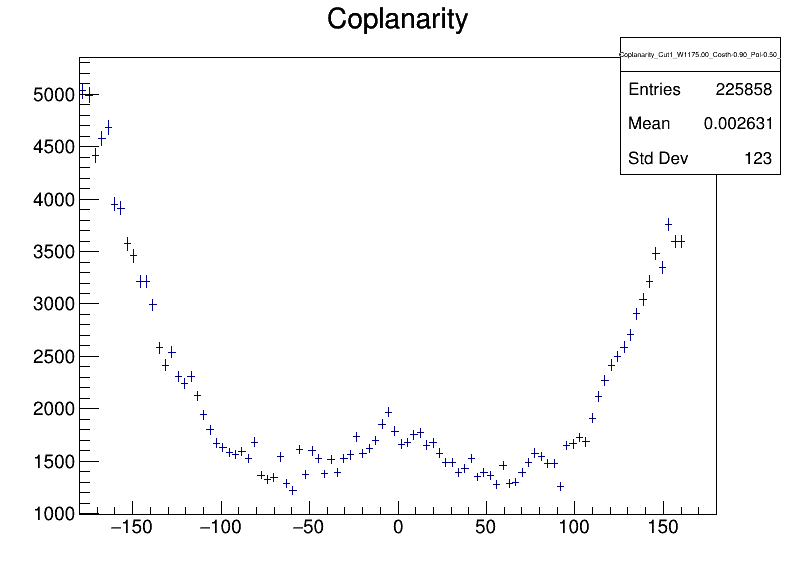 Coplanarity
Coplanarity_Cut1_W1175.00_Costh-0.90_Pol-0.50_
Entries 225858
Mean 0.002631
Std Dev 123
5000
4500
4000
3500
3000
2500
2000
1500
1000
−150 −100 −50 0 50 100 150